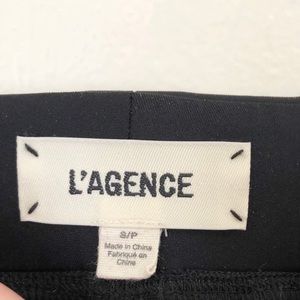 L'AGENCE
S/P
Made in China
Fabriqué en
Chine